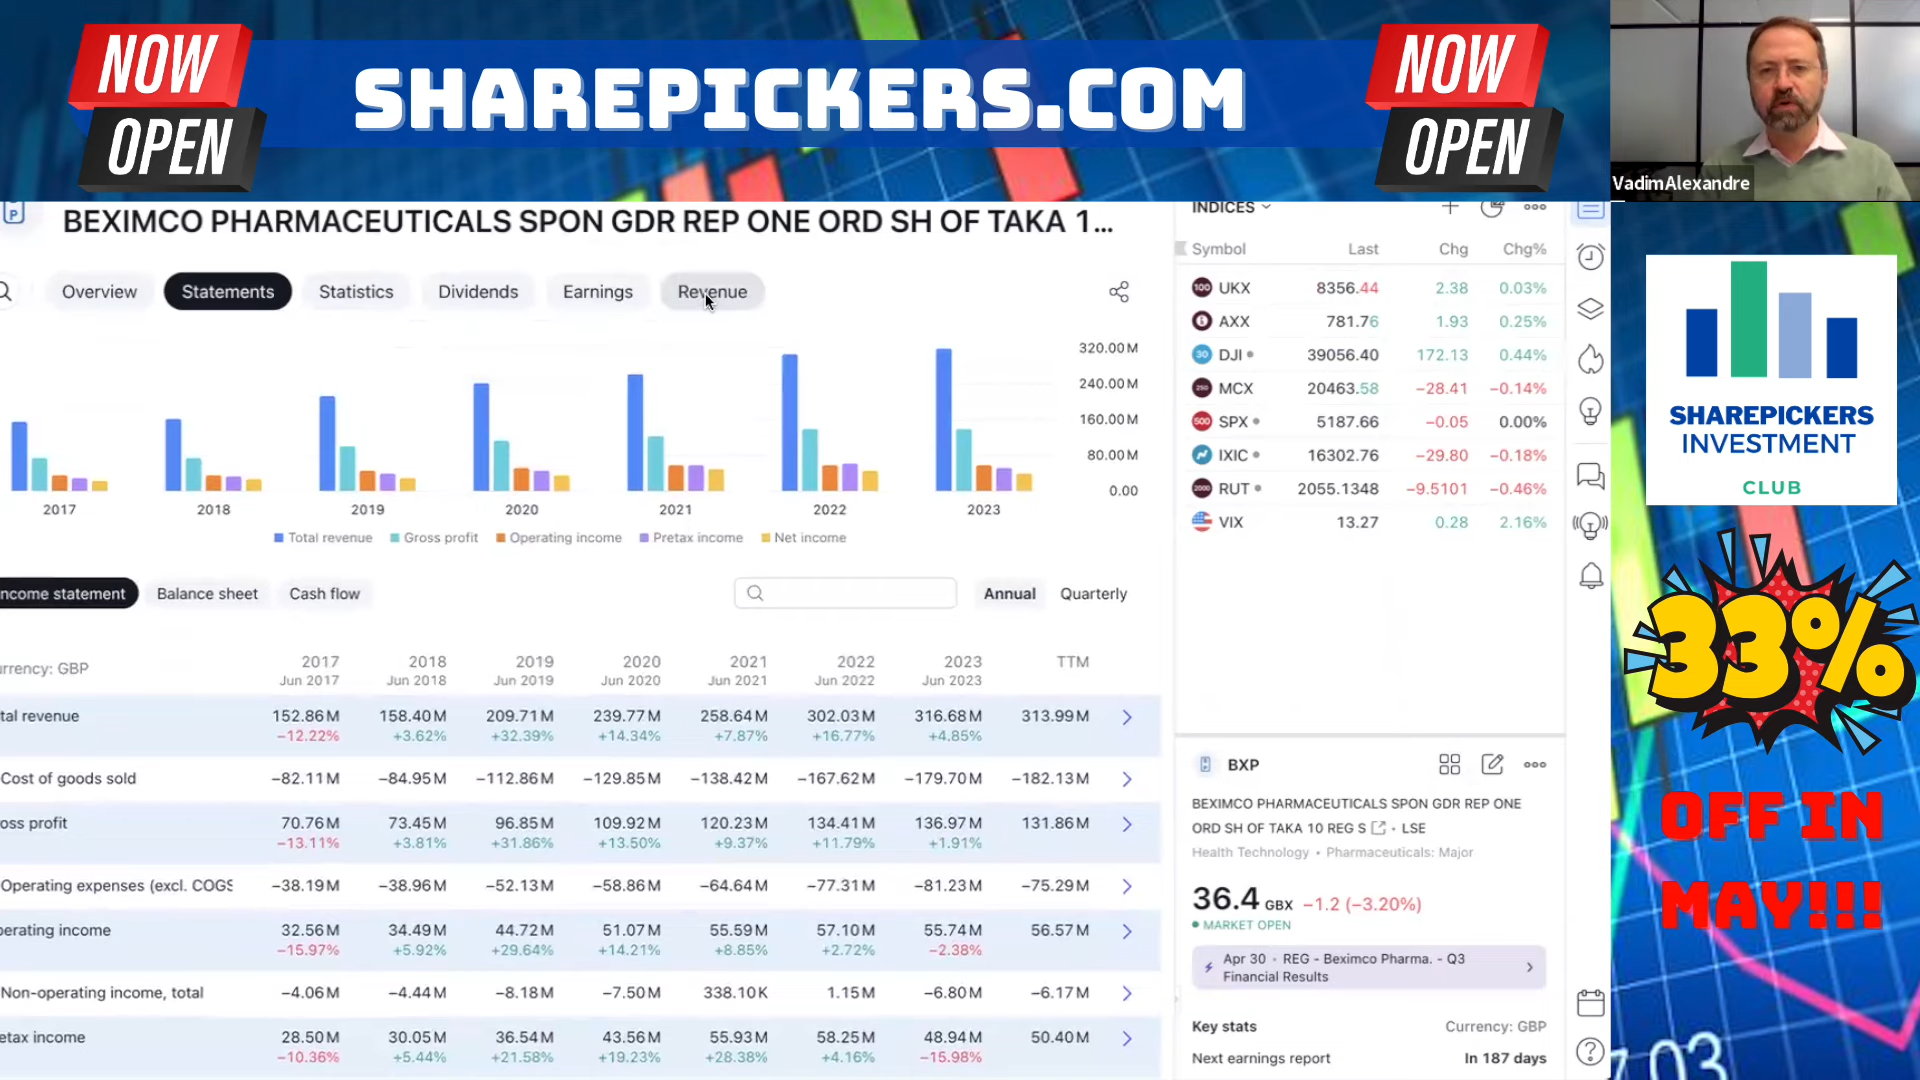 NOW
OPEN
SHAREPICKERS.COM
NOW
OPEN
VadimAlexandre
BEXIMCO PHARMACEUTICALS SPON GDR REP ONE ORD SH OF TAKA 1...
Overview Statements Statistics Dividends Earnings Revenue
320.00 M
240.00 M
160.00 M
80.00 M
0.00
2017 2018 2019 2020 2021 2022 2023
Total revenue Gross profit Operating income Pretax income Net income
ncome statement Balance sheet Cash flow Annual Quarterly
rrency: GBP 2017 2018 2019 2020 2021 2022 2023 TTM
Jun 2017 Jun 2018 Jun 2019 Jun 2020 Jun 2021 Jun 2022 Jun 2023
tal revenue 152.86 M 158.40 M 209.71 M 239.77 M 258.64 M 302.03 M 316.68 M 313.99 M
−12.22% +3.62% +32.39% +14.34% +7.87% +16.77% +4.85%
Cost of goods sold −82.11 M −84.95 M −112.86 M −129.85 M −138.42 M −167.62 M −179.70 M −182.13 M
oss profit 70.76 M 73.45 M 96.85 M 109.92 M 120.23 M 134.41 M 136.97 M 131.86 M
−13.11% +3.81% +31.86% +13.50% +9.37% +11.79% +1.91%
Operating expenses (excl. COGS −38.19 M −38.96 M −52.13 M −58.86 M −64.64 M −77.31 M −81.23 M −75.29 M
erating income 32.56 M 34.49 M 44.72 M 51.07 M 55.59 M 57.10 M 55.74 M 56.57 M
−15.97% +5.92% +29.64% +14.21% +8.85% +2.72% −2.38%
Non-operating income, total −4.06 M −4.44 M −8.18 M −7.50 M 338.10 K 1.15 M −6.80 M −6.17 M
etax income 28.50 M 30.05 M 36.54 M 43.56 M 55.93 M 58.25 M 48.94 M 50.40 M
−10.36% +5.44% +21.58% +19.23% +28.38% +4.16% −15.98%
INDICES
Symbol Last Chg Chg%
100 UKX 8356.44 2.38 0.03%
AXX 781.76 1.93 0.25%
30 DJI 39056.40 172.13 0.44%
250 MCX 20463.58 −28.41 −0.14%
500 SPX 5187.66 −0.05 0.00%
IXIC 16302.76 −29.80 −0.18%
2000 RUT 2055.1348 −9.5101 −0.46%
VIX 13.27 0.28 2.16%
BXP
BEXIMCO PHARMACEUTICALS SPON GDR REP ONE
ORD SH OF TAKA 10 REG S • LSE
Health Technology • Pharmaceuticals: Major
36.4 GBX −1.2 (−3.20%)
MARKET OPEN
Apr 30 • REG - Beximco Pharma. - Q3
Financial Results
Key stats Currency: GBP
Next earnings report In 187 days
SHAREPICKERS
INVESTMENT
CLUB
33%
OFF IN
MAY!!!
7.03